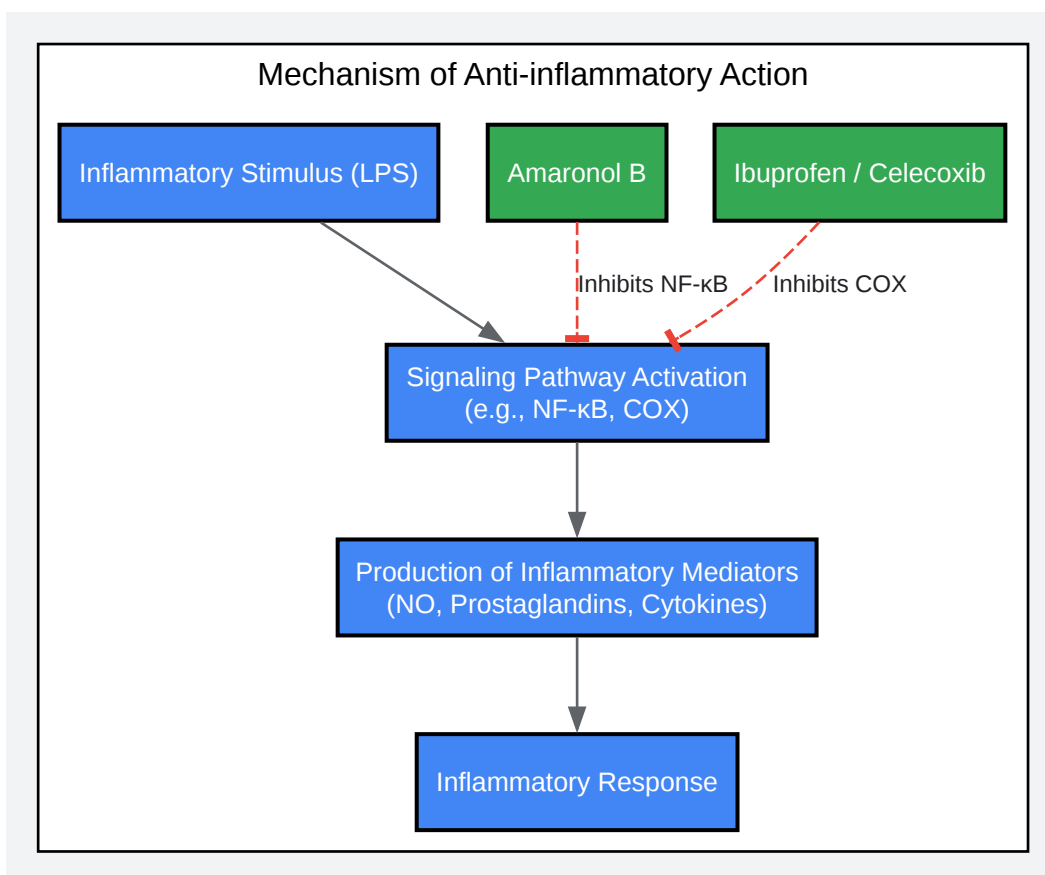 Mechanism of Anti-inflammatory Action
Inflammatory Stimulus (LPS)
Amaronol B
Ibuprofen / Celecoxib
Inhibits NF-κB
Inhibits COX
Signaling Pathway Activation
(e.g., NF-κB, COX)
Production of Inflammatory Mediators
(NO, Prostaglandins, Cytokines)
Inflammatory Response